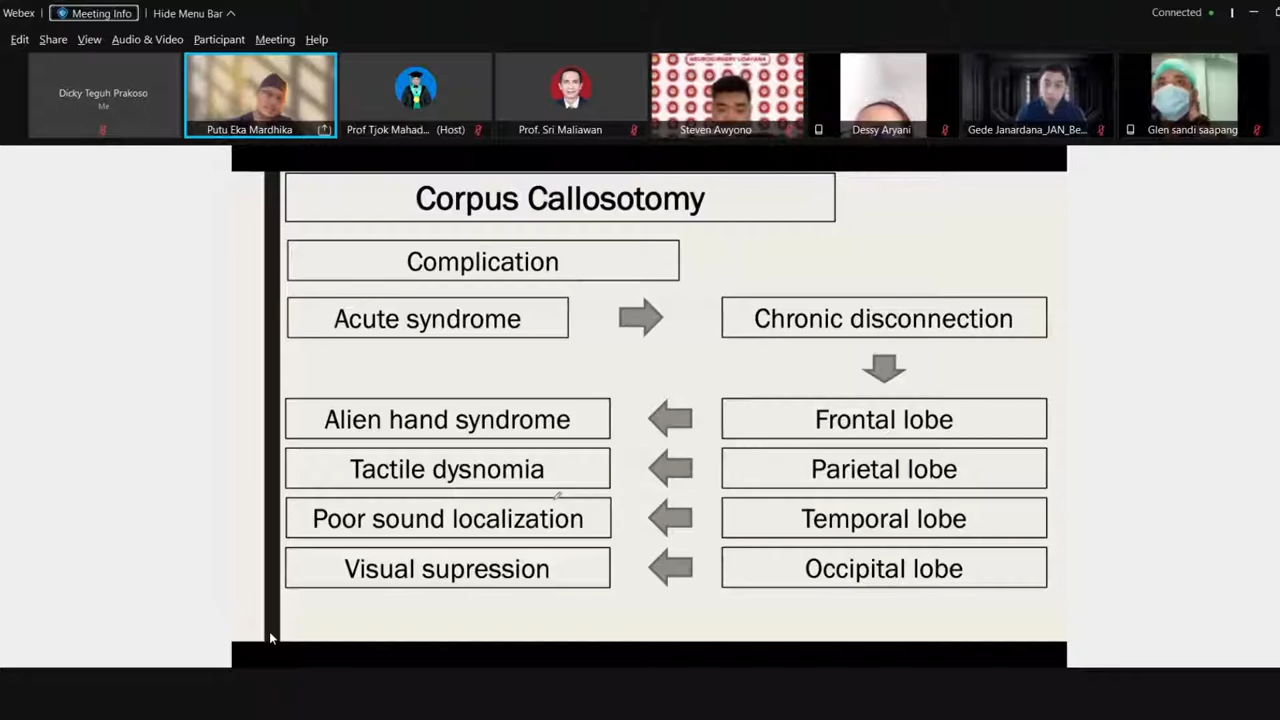 Webex
Meeting Info
Hide Menu Bar
Connected
Edit Share View Audio & Video Participant Meeting Help
Dicky Teguh Prakoso
Me
Putu Eka Mardhika
Prof Tjok Mahad... (Host)
Prof. Sri Maliawan
NEUROSURGERY UDAYANA
Steven Awyono
Dessy Aryani
Gede Janardana_JAN_Be...
Glen sandi saapang
Corpus Callosotomy
Complication
Acute syndrome
Chronic disconnection
Alien hand syndrome
Frontal lobe
Tactile dysnomia
Parietal lobe
Poor sound localization
Temporal lobe
Visual supression
Occipital lobe